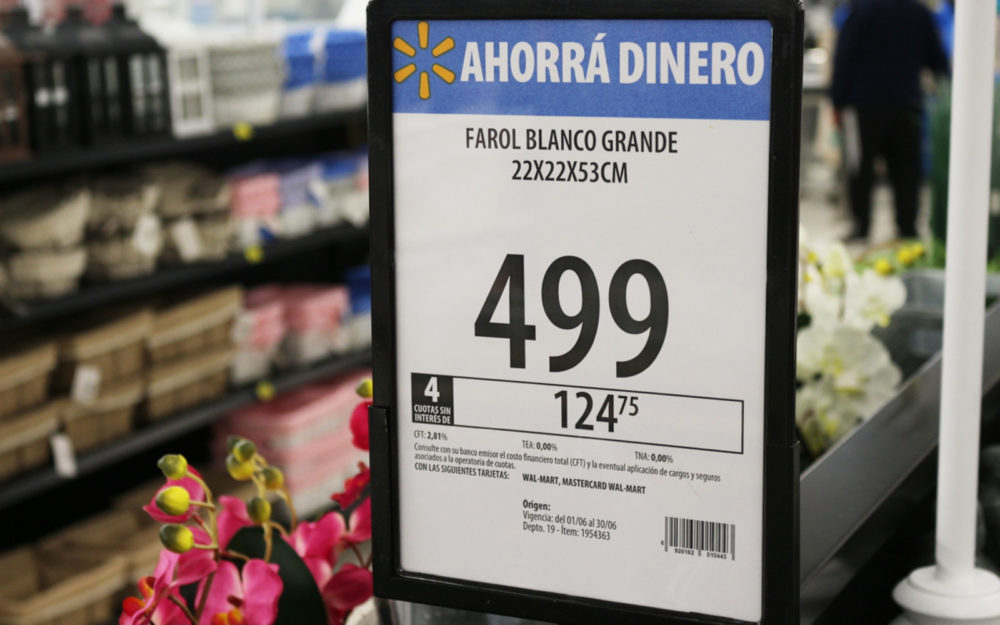 AHORRÁ DINERO
FAROL BLANCO GRANDE
22X22X53CM
499
4
CUOTAS SIN
INTERÉS DE
124⁷⁵
CFT: 2,81% TEA: 0,00% TNA: 0,00%
Consulte con su banco emisor el costo financiero total (CFT) y la eventual aplicación de cargos y seguros
asociados a la operatoria de cuotas.
CON LAS SIGUIENTES TARJETAS: WAL-MART, MASTERCARD WAL-MART
Origen:
Vigencia: del 01/06 al 30/06
Depto. 19 - Ítem: 1954363